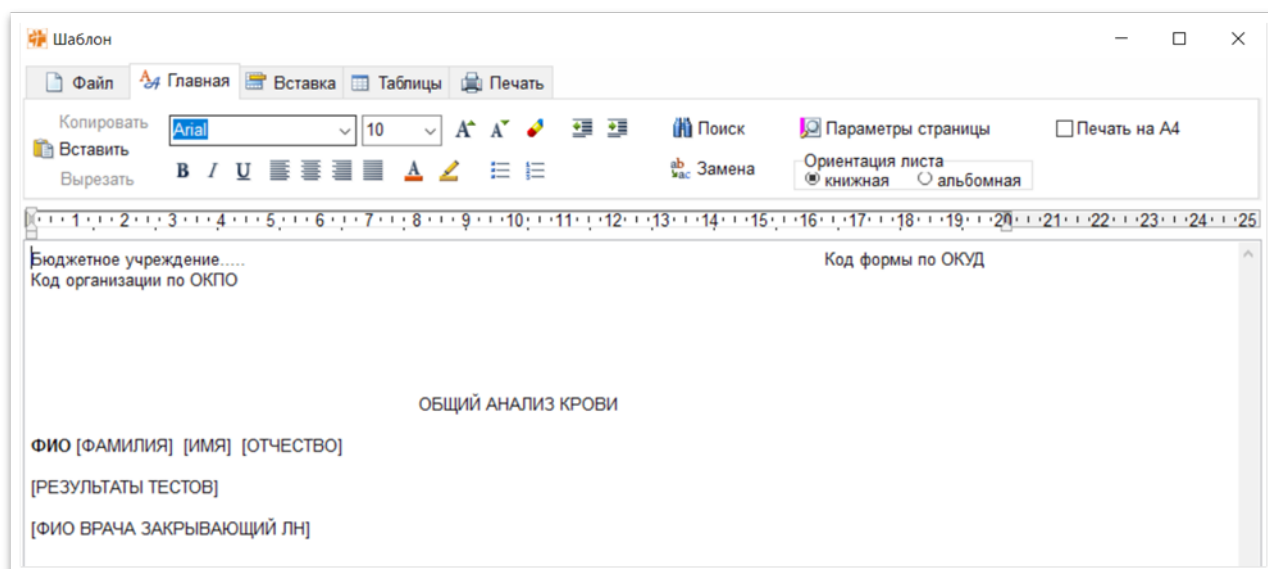 Шаблон
Файл Главная Вставка Таблицы Печать
Копировать Arial 10 Поиск Параметры страницы Печать на A4
Вставить
Вырезать B I U Замена Ориентация листа
книжная альбомная
1 2 3 4 5 6 7 8 9 10 11 12 13 14 15 16 17 18 19 20 21 22 23 24 25
Бюджетное учреждение..... Код формы по ОКУД
Код организации по ОКПО
ОБЩИЙ АНАЛИЗ КРОВИ
ФИО [ФАМИЛИЯ] [ИМЯ] [ОТЧЕСТВО]
[РЕЗУЛЬТАТЫ ТЕСТОВ]
[ФИО ВРАЧА ЗАКРЫВАЮЩИЙ ЛН]